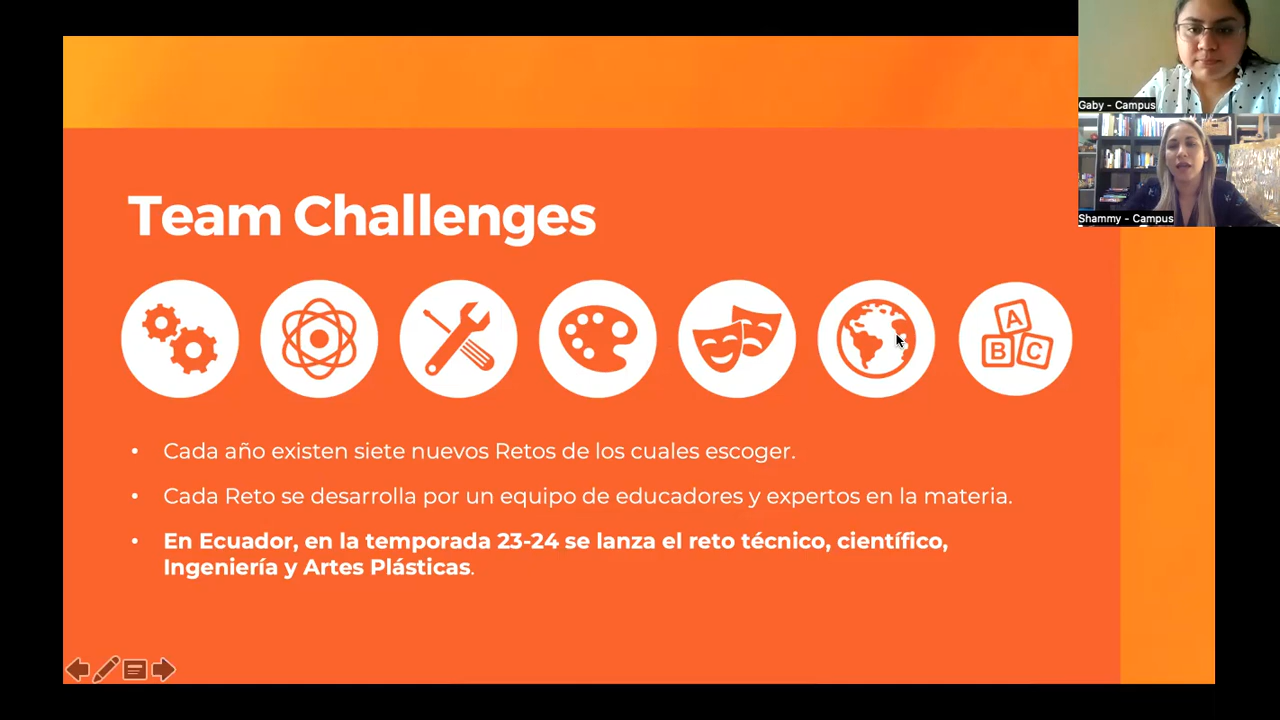 Gaby - Campus
Shammy - Campus
Team Challenges
A
B C
• Cada año existen siete nuevos Retos de los cuales escoger.
• Cada Reto se desarrolla por un equipo de educadores y expertos en la materia.
• En Ecuador, en la temporada 23-24 se lanza el reto técnico, científico,
Ingeniería y Artes Plásticas.